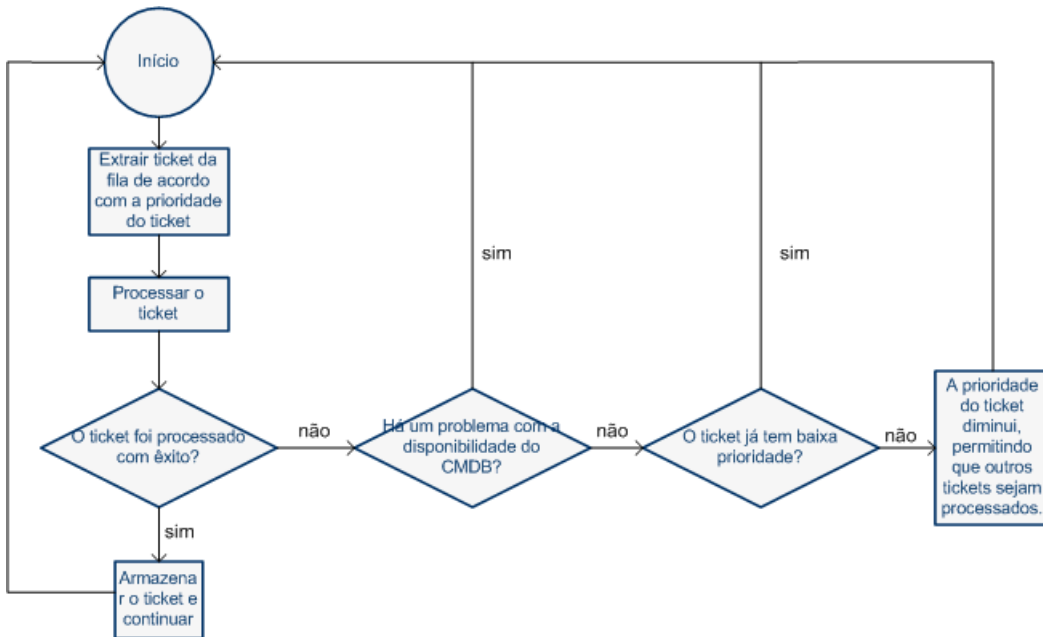 Início
Extrair ticket da
fila de acordo
com a prioridade
do ticket
Processar o
ticket
O ticket foi processado
com êxito?
não
Há um problema com a
disponibilidade do
CMDB?
sim
não
O ticket já tem baixa
prioridade?
sim
não
A prioridade
do ticket
diminui,
permitindo
que outros
tickets sejam
processados.
sim
Armazena
r o ticket e
continuar